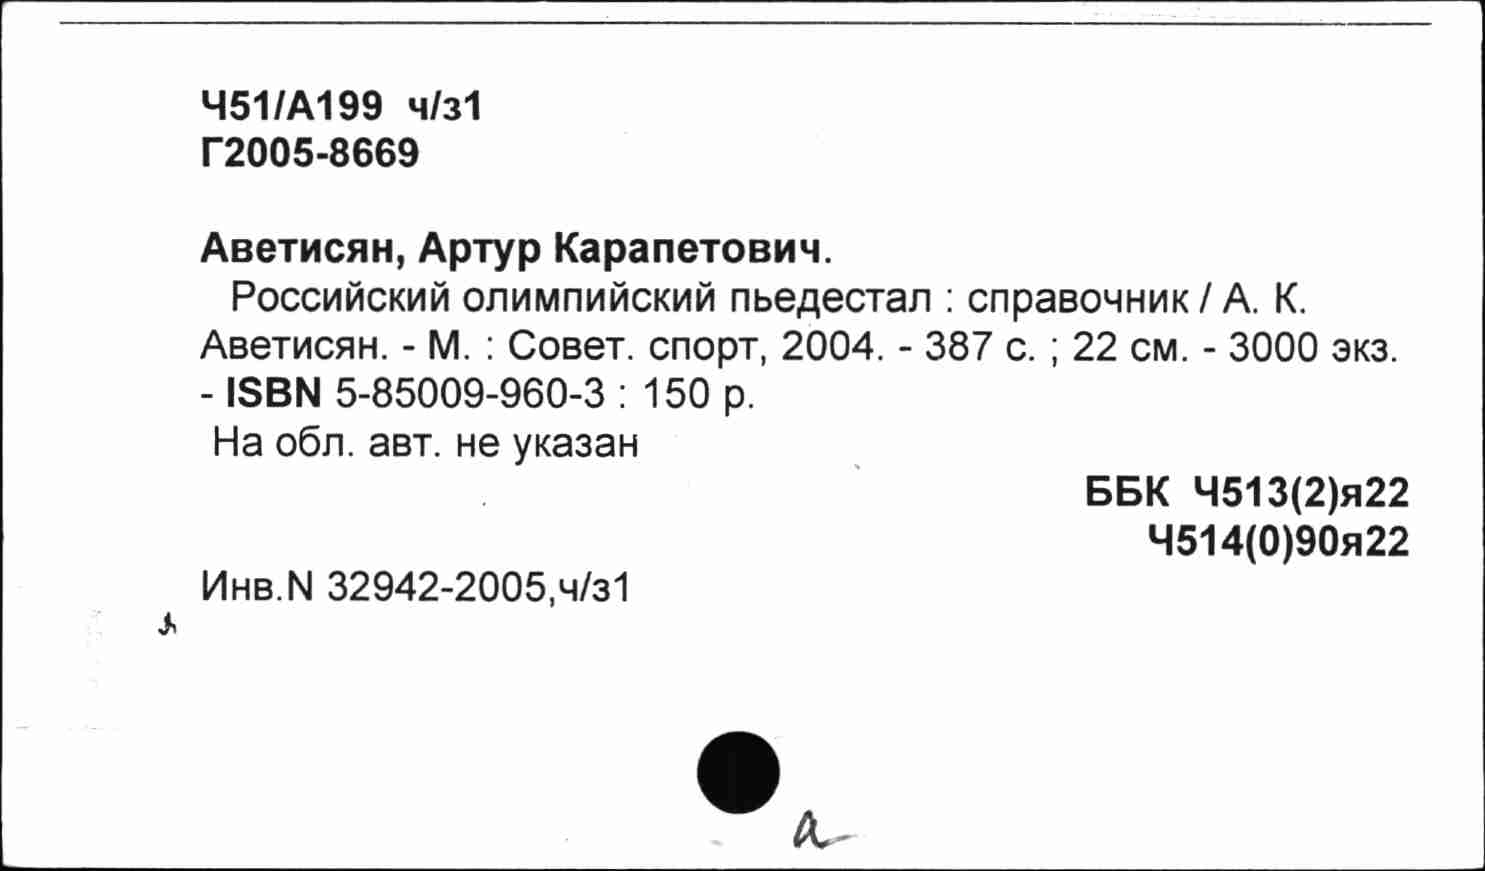 Ч51/А199 ч/з1
Г2005-8669
Аветисян, Артур Карапетович.
Российский олимпийский пьедестал : справочник / А. К.
Аветисян. - М. : Совет. спорт, 2004. - 387 с. ; 22 см. - 3000 экз.
- ISBN 5-85009-960-3 : 150 р.
На обл. авт. не указан
ББК Ч513(2)я22
Ч514(0)90я22
Инв.N 32942-2005,ч/з1
а